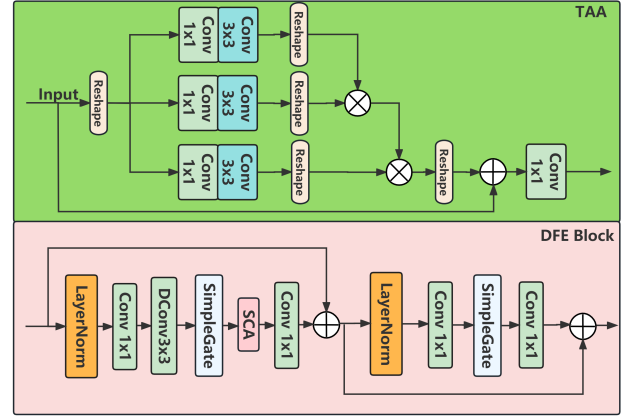 TAA
Conv
1x1
Conv
3x3
Reshape
Input
Reshape
Conv
1x1
Conv
3x3
Reshape
Conv
1x1
Conv
3x3
Reshape
Reshape
Conv
1x1
DFE Block
LayerNorm
Conv 1x1
DConv3x3
SimpleGate
SCA
Conv 1x1
LayerNorm
Conv 1x1
SimpleGate
Conv 1x1